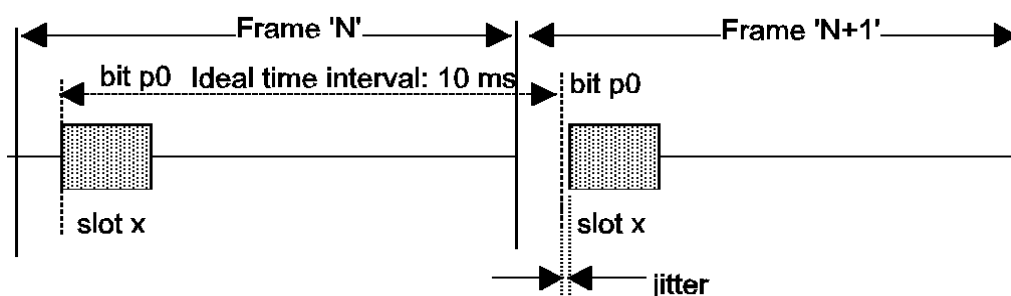 Frame 'N' Frame 'N+1'
bit p0 Ideal time interval: 10 ms bit p0
slot x slot x
jitter